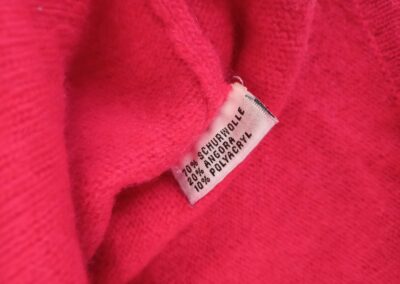 70% SCHURWOLLE
20% ANGORA
10% POLYACRYL